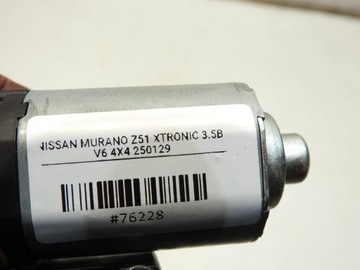 NISSAN MURANO Z51 XTRONIC 3.5B
V6 4X4 250129
#76228